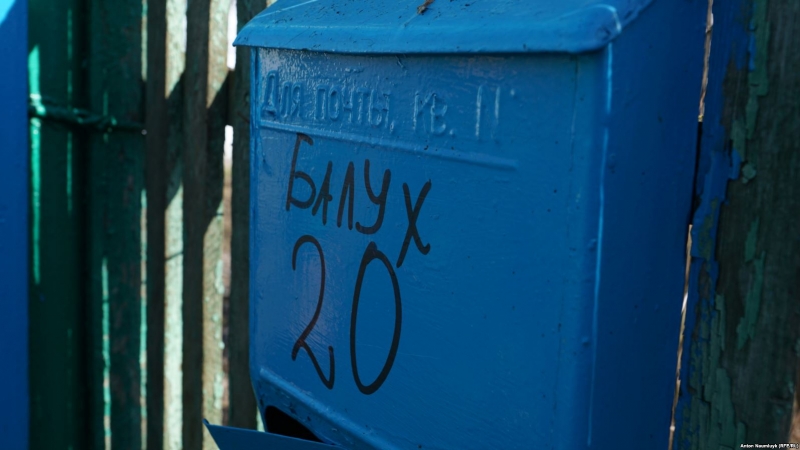 Для почты, кв. 11
Балух
20
Anton Naumlyuk (RFE/RL)